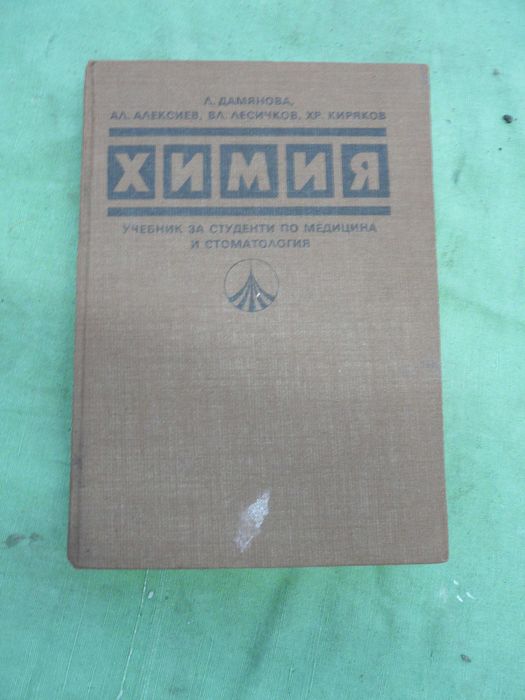 Л. ДАМЯНОВА,
АЛ. АЛЕКСИЕВ, ВЛ. ЛЕСИЧКОВ, ХР. КИРЯКОВ
ХИМИЯ
УЧЕБНИК ЗА СТУДЕНТИ ПО МЕДИЦИНА
И СТОМАТОЛОГИЯ